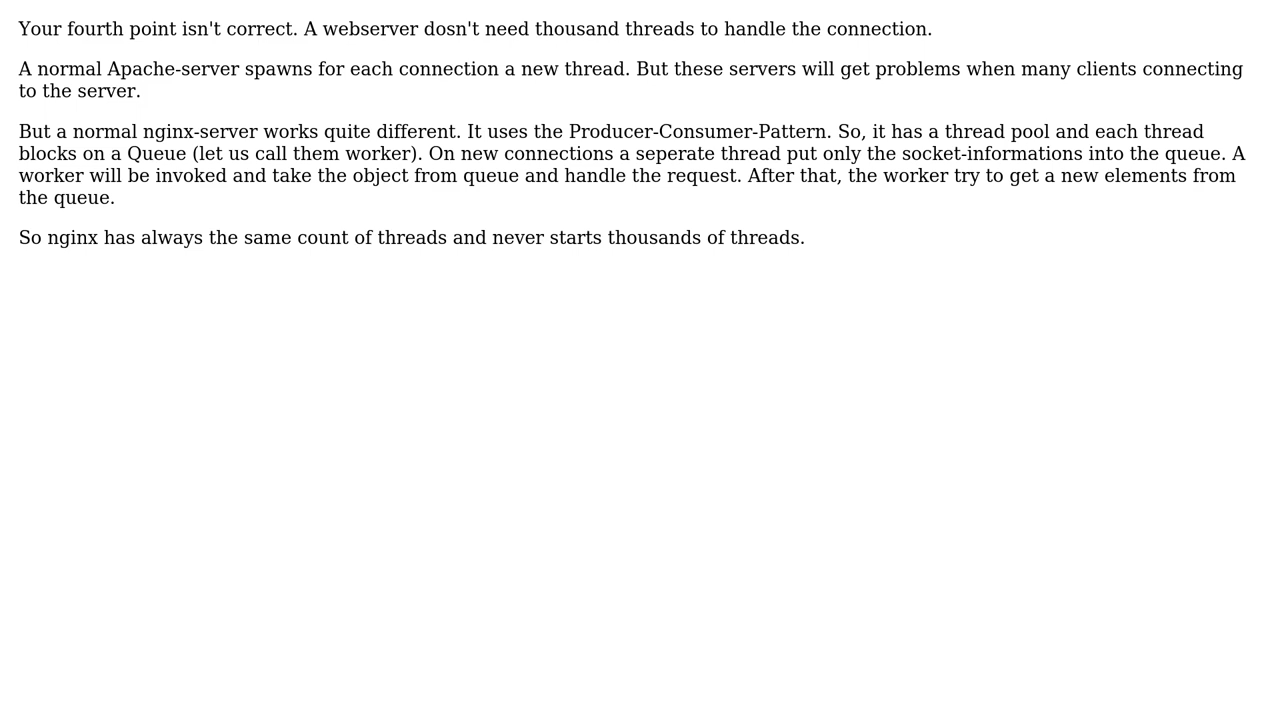 Your fourth point isn't correct. A webserver dosn't need thousand threads to handle the connection.
A normal Apache-server spawns for each connection a new thread. But these servers will get problems when many clients connecting
to the server.
But a normal nginx-server works quite different. It uses the Producer-Consumer-Pattern. So, it has a thread pool and each thread
blocks on a Queue (let us call them worker). On new connections a seperate thread put only the socket-informations into the queue. A
worker will be invoked and take the object from queue and handle the request. After that, the worker try to get a new elements from
the queue.
So nginx has always the same count of threads and never starts thousands of threads.